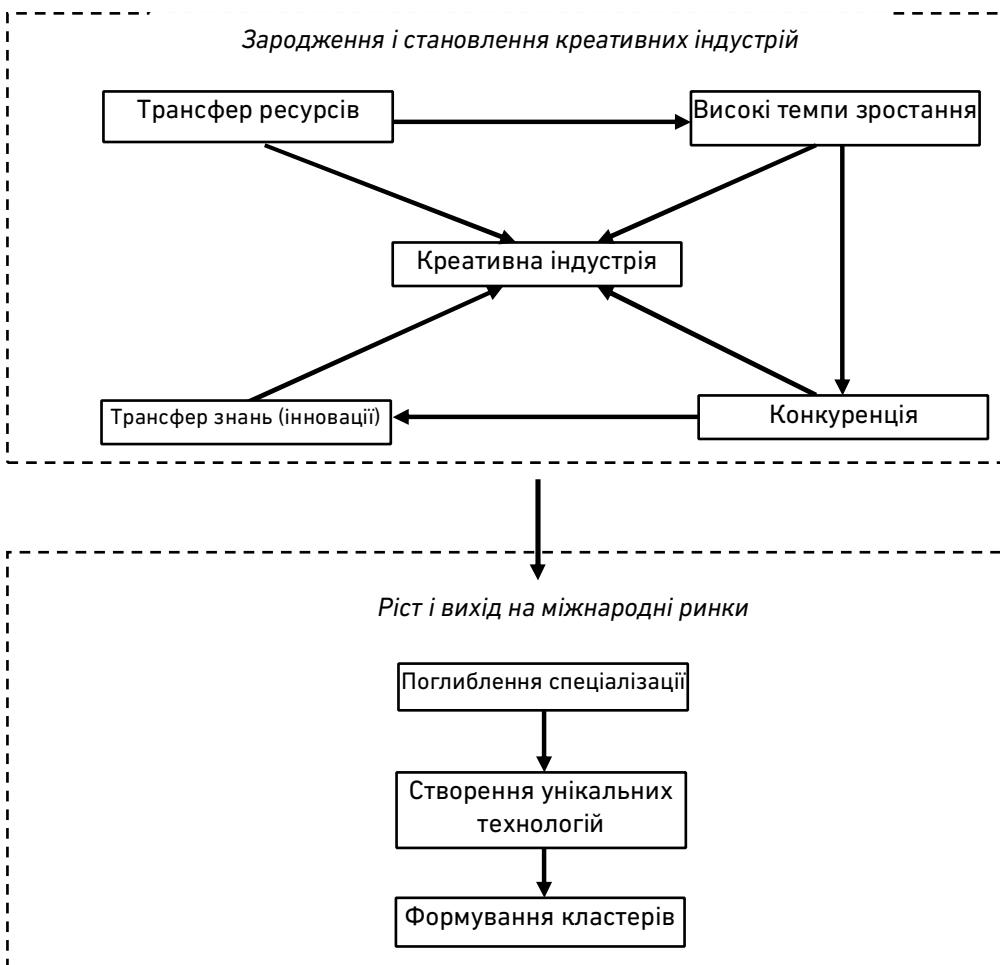 Зародження і становлення креативних індустрій
Трансфер ресурсів
Високі темпи зростання
Креативна індустрія
Трансфер знань (інновації)
Конкуренція
Ріст і вихід на міжнародні ринки
Поглиблення спеціалізації
Створення унікальних
технологій
Формування кластерів